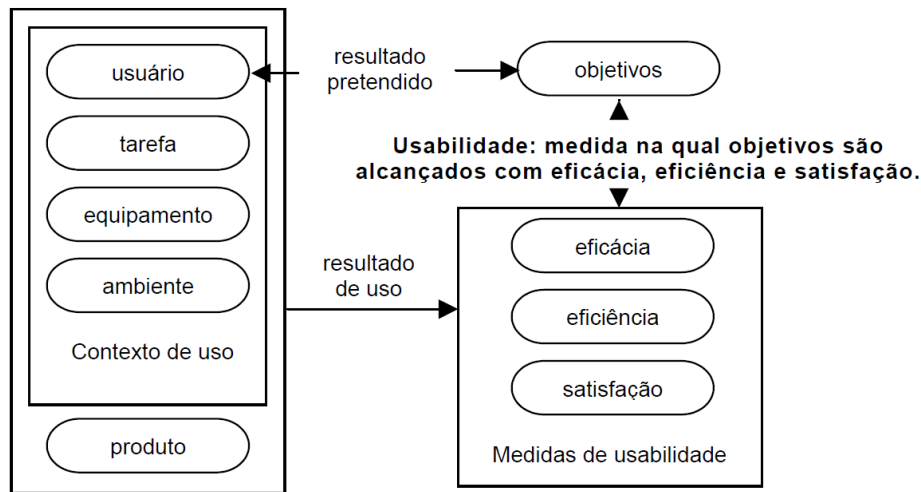 usuário
tarefa
equipamento
ambiente
Contexto de uso
produto
resultado
pretendido
objetivos
Usabilidade: medida na qual objetivos são
alcançados com eficácia, eficiência e satisfação.
resultado
de uso
eficácia
eficiência
satisfação
Medidas de usabilidade